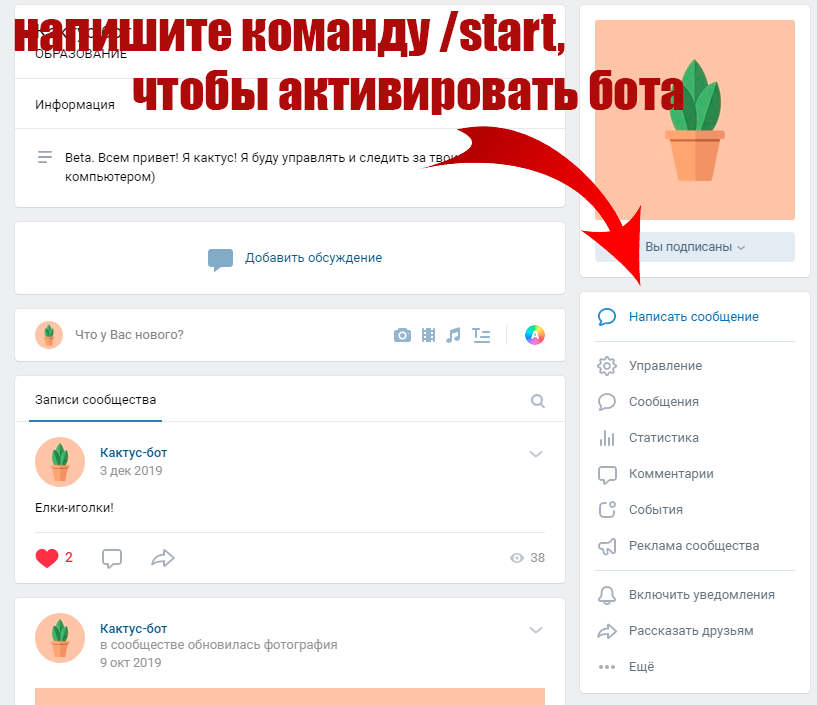 напишите команду /start,
чтобы активировать бота
Кактус-бот
ОБРАЗОВАНИЕ
Информация
Beta. Всем привет! Я кактус! Я буду управлять и следить за твоим
компьютером)
Добавить обсуждение
Что у Вас нового?
A
Записи сообщества
Кактус-бот
3 дек 2019
Елки-иголки!
2
38
Кактус-бот
в сообществе обновилась фотография
9 окт 2019
Вы подписаны
Написать сообщение
Управление
Сообщения
Статистика
Комментарии
События
Реклама сообщества
Включить уведомления
Рассказать друзьям
Ещё